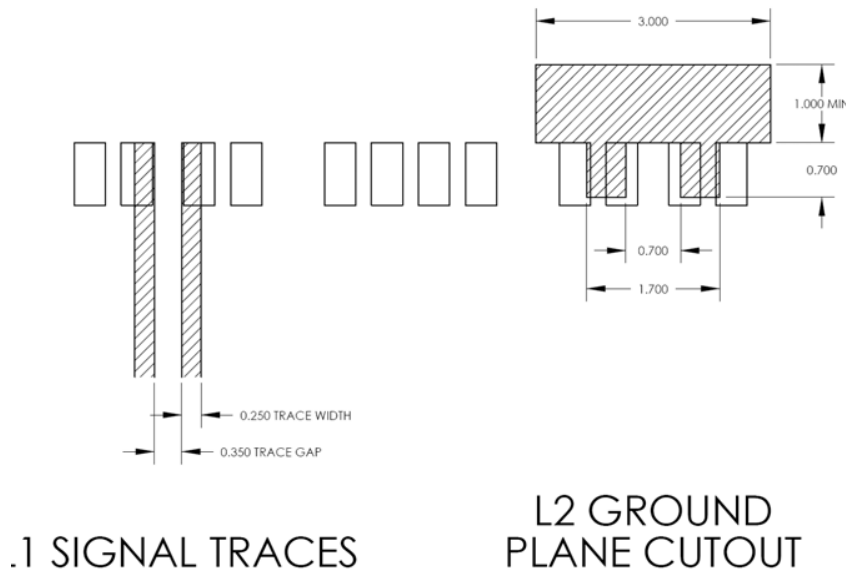 3.000
1.000 MIN
0.700
0.700
1.700
0.250 TRACE WIDTH
0.350 TRACE GAP
.1 SIGNAL TRACES
L2 GROUND
PLANE CUTOUT